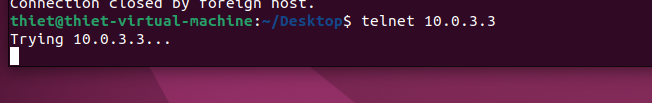 Connection closed by foreign host.
thiet@thiet-virtual-machine:~/Desktop$ telnet 10.0.3.3
Trying 10.0.3.3...